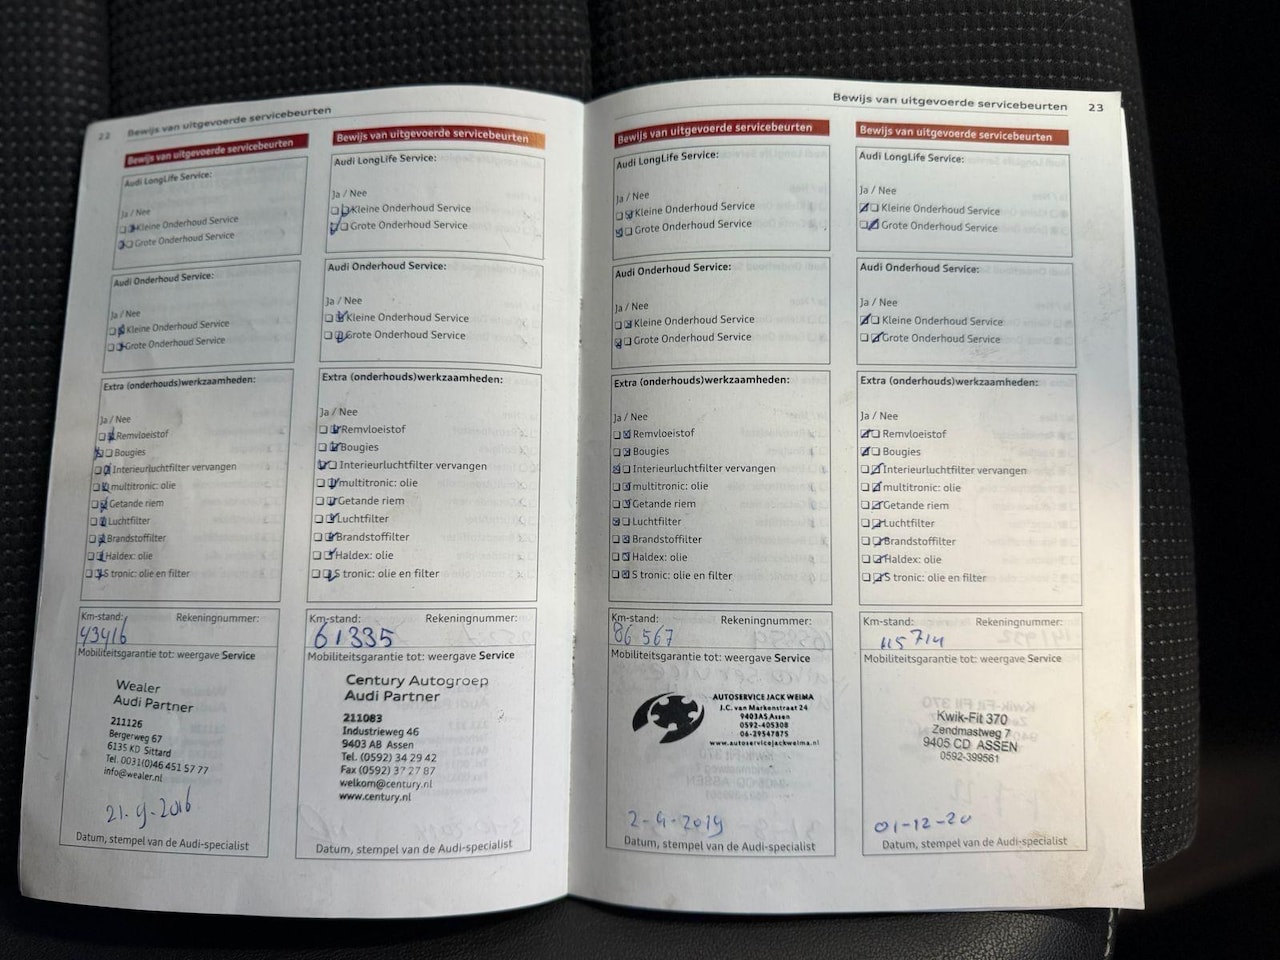 22 Bewijs van uitgevoerde servicebeurten
Bewijs van uitgevoerde servicebeurten
Audi LongLife Service:
Ja / Nee
Kleine Onderhoud Service
Grote Onderhoud Service
Audi Onderhoud Service:
Ja / Nee
Kleine Onderhoud Service
Grote Onderhoud Service
Extra (onderhouds)werkzaamheden:
Ja / Nee
Remvloeistof
Bougies
Interieurluchtfilter vervangen
multitronic: olie
Getande riem
Luchtfilter
Brandstoffilter
Haldex: olie
S tronic: olie en filter
Km-stand: Rekeningnummer:
43416
Mobiliteitsgarantie tot: weergave Service
Wealer
Audi Partner
211126
Bergerweg 67
6135 KD Sittard
Tel. 0031(0)46 451 57 77
info@wealer.nl
21-9-2016
Datum, stempel van de Audi-specialist
Bewijs van uitgevoerde servicebeurten
Audi LongLife Service:
Ja / Nee
Kleine Onderhoud Service
Grote Onderhoud Service
Audi Onderhoud Service:
Ja / Nee
Kleine Onderhoud Service
Grote Onderhoud Service
Extra (onderhouds)werkzaamheden:
Ja / Nee
Remvloeistof
Bougies
Interieurluchtfilter vervangen
multitronic: olie
Getande riem
Luchtfilter
Brandstoffilter
Haldex: olie
S tronic: olie en filter
Km-stand: Rekeningnummer:
61335
Mobiliteitsgarantie tot: weergave Service
Century Autogroep
Audi Partner
211083
Industrieweg 46
9403 AB Assen
Tel. (0592) 34 29 42
Fax (0592) 37 27 87
welkom@century.nl
www.century.nl
Datum, stempel van de Audi-specialist
Bewijs van uitgevoerde servicebeurten 23
Bewijs van uitgevoerde servicebeurten
Audi LongLife Service:
Ja / Nee
Kleine Onderhoud Service
Grote Onderhoud Service
Audi Onderhoud Service:
Ja / Nee
Kleine Onderhoud Service
Grote Onderhoud Service
Extra (onderhouds)werkzaamheden:
Ja / Nee
Remvloeistof
Bougies
Interieurluchtfilter vervangen
multitronic: olie
Getande riem
Luchtfilter
Brandstoffilter
Haldex: olie
S tronic: olie en filter
Km-stand: Rekeningnummer:
86567
Mobiliteitsgarantie tot: weergave Service
AUTOSERVICE JACK WEIMA
J.C. van Markenstraat 24
9403AS Assen
0592-405308
06-29547875
www.autoservicejackweima.nl
2-4-2019
Datum, stempel van de Audi-specialist
Bewijs van uitgevoerde servicebeurten
Audi LongLife Service:
Ja / Nee
Kleine Onderhoud Service
Grote Onderhoud Service
Audi Onderhoud Service:
Ja / Nee
Kleine Onderhoud Service
Grote Onderhoud Service
Extra (onderhouds)werkzaamheden:
Ja / Nee
Remvloeistof
Bougies
Interieurluchtfilter vervangen
multitronic: olie
Getande riem
Luchtfilter
Brandstoffilter
Haldex: olie
S tronic: olie en filter
Km-stand: Rekeningnummer:
115714
Mobiliteitsgarantie tot: weergave Service
Kwik-Fit 370
Zendmastweg 7
9405 CD ASSEN
0592-399561
01-12-20
Datum, stempel van de Audi-specialist